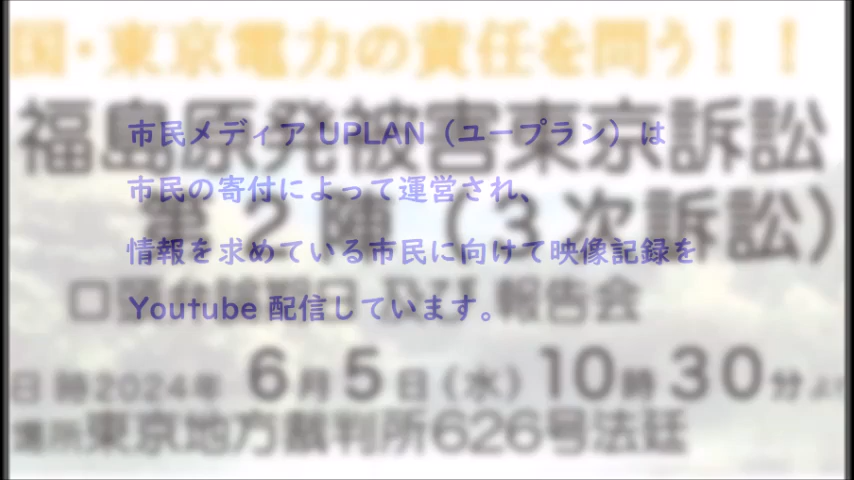 国・東京電力の責任を問う！！
福島原発被害東京訴訟
市民メディア UPLAN（ユープラン）は
市民の寄付によって運営され、
第２陣（３次訴訟）
情報を求めている市民に向けて映像記録を
口頭弁論期日 及び 報告会
Youtube 配信しています。
日 時 2024年 6月5日（水）10時30分より
場所 東京地方裁判所626号法廷